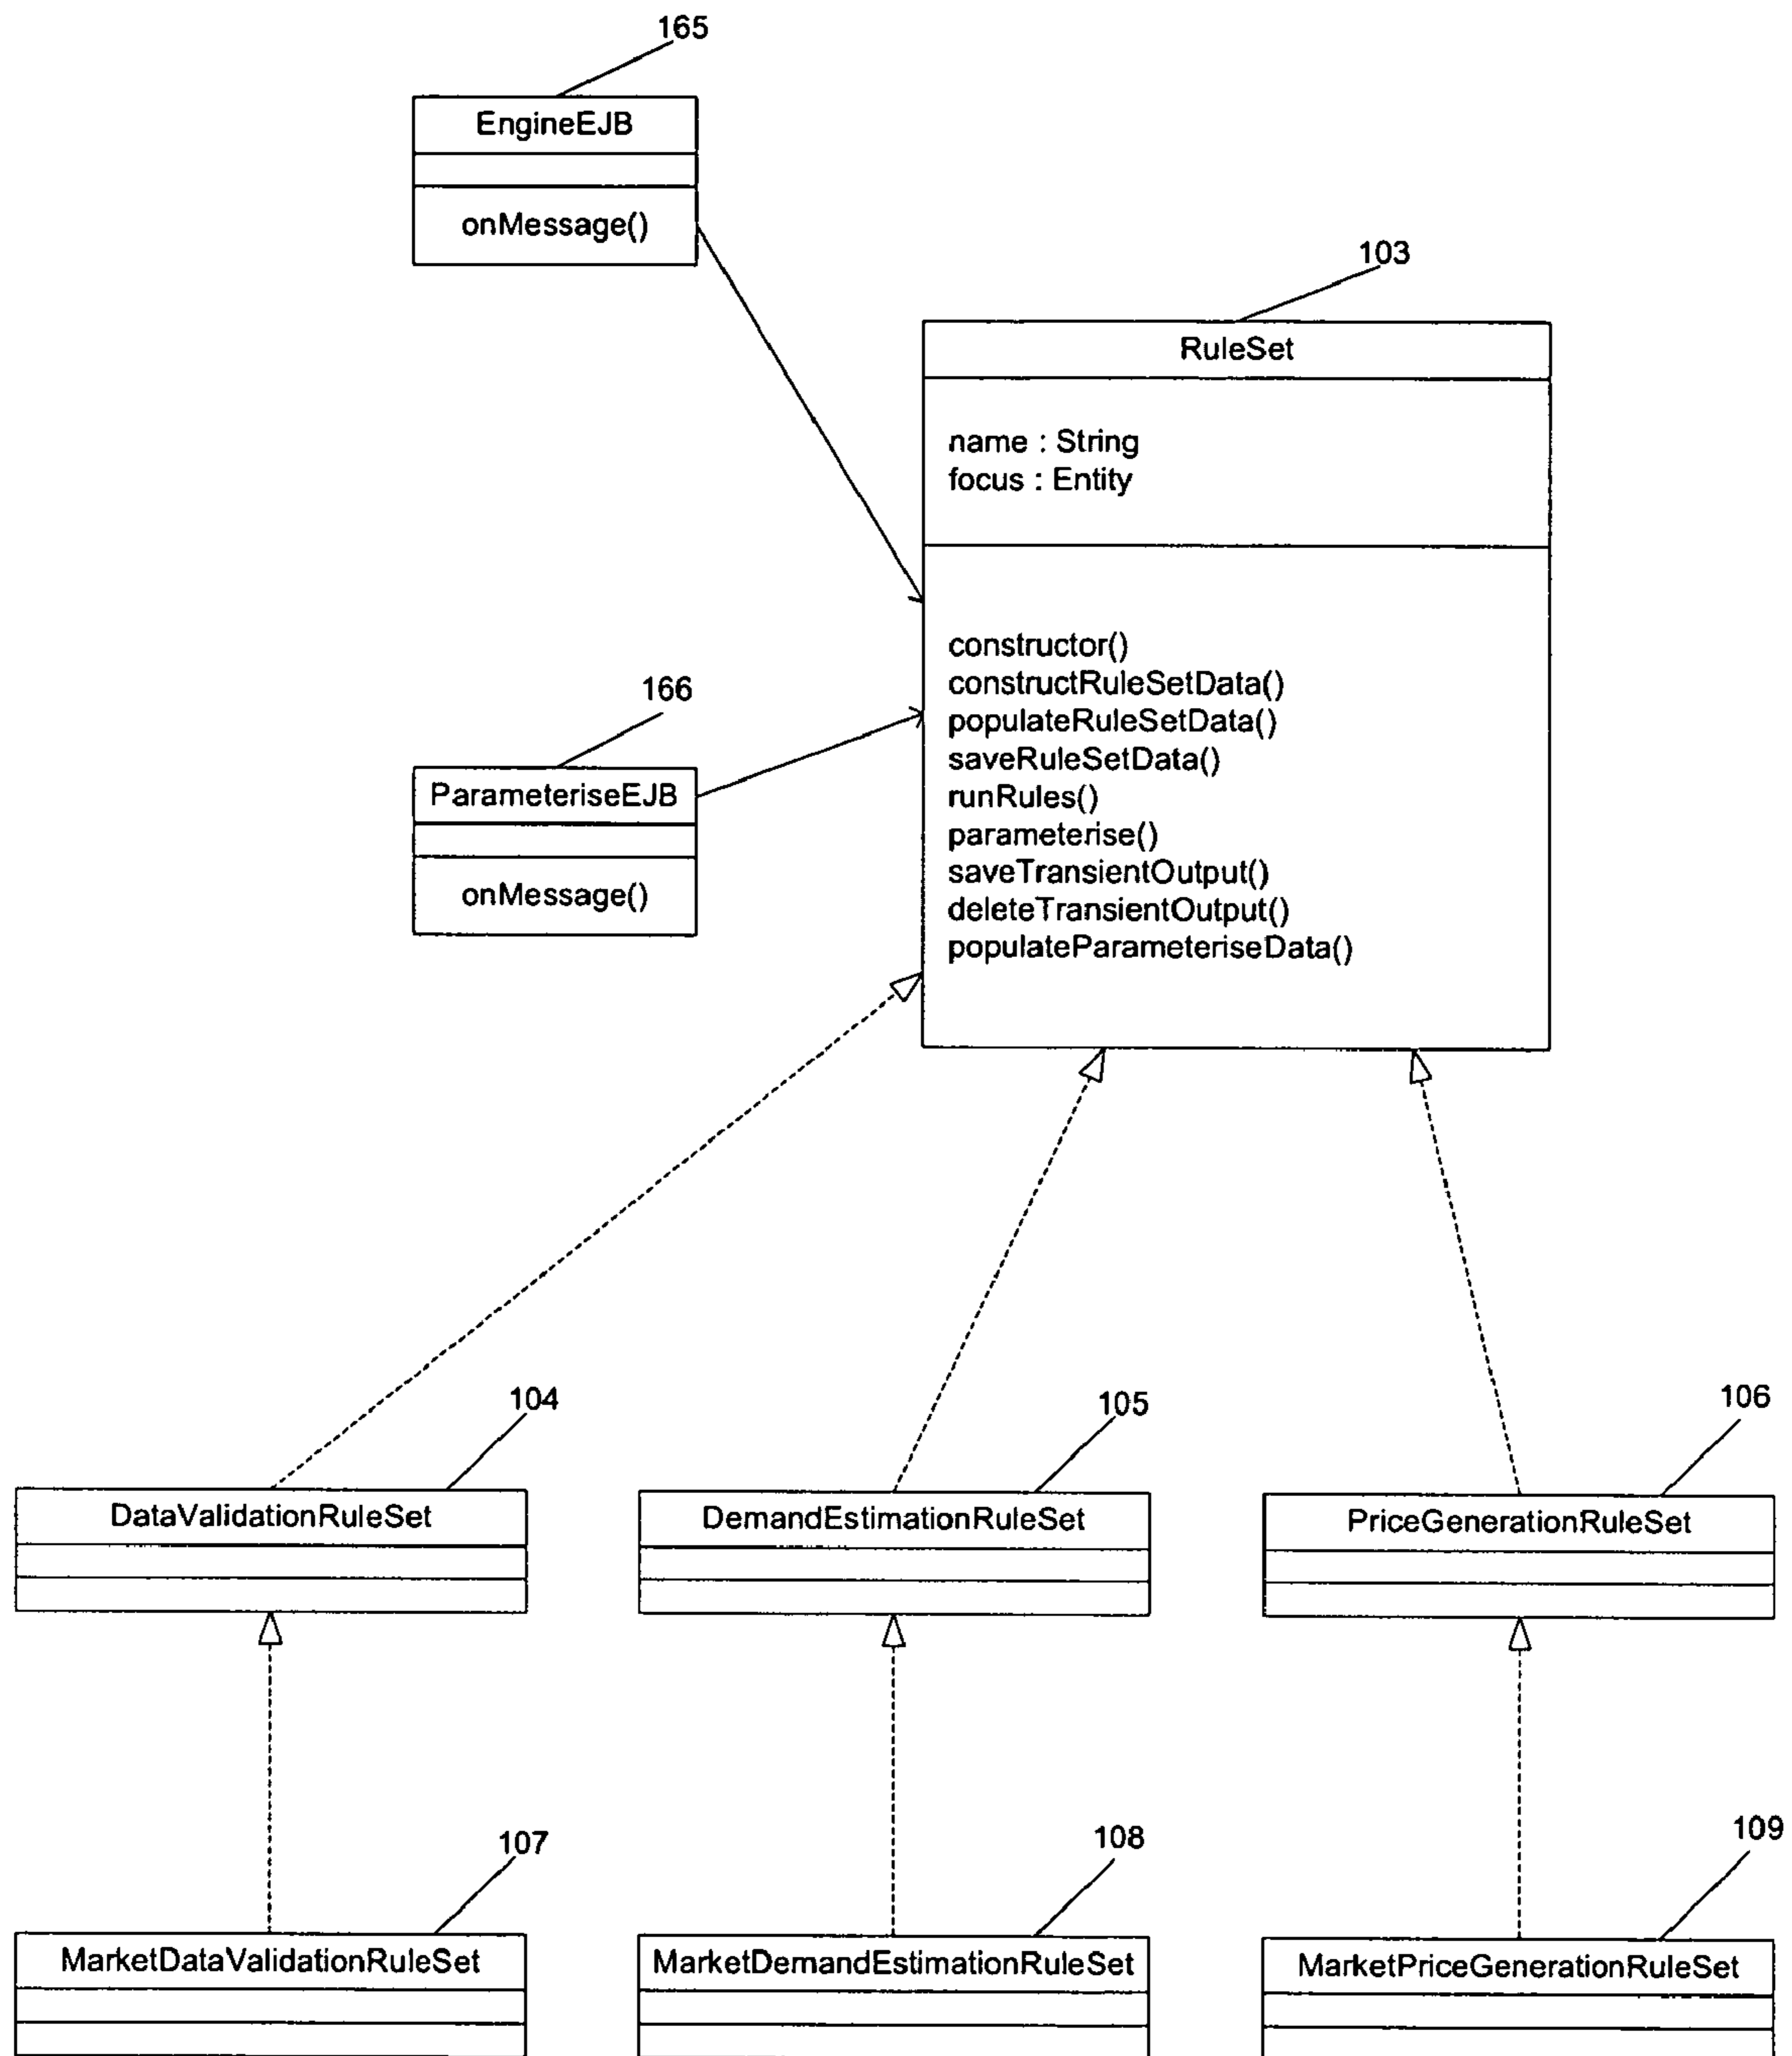 165
EngineEJB
onMessage()
103
RuleSet
name : String
focus : Entity
constructor()
constructRuleSetData()
populateRuleSetData()
saveRuleSetData()
runRules()
parameterise()
saveTransientOutput()
deleteTransientOutput()
populateParameteriseData()
166
ParameteriseEJB
onMessage()
104
DataValidationRuleSet
105
DemandEstimationRuleSet
106
PriceGenerationRuleSet
107
MarketDataValidationRuleSet
108
MarketDemandEstimationRuleSet
109
MarketPriceGenerationRuleSet